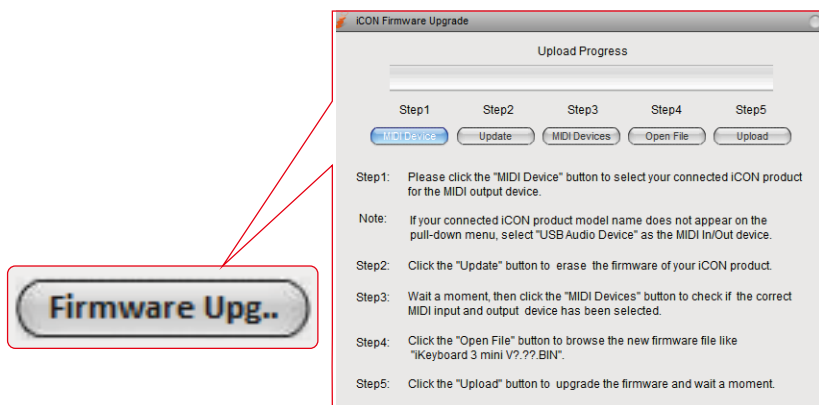 iCON Firmware Upgrade
Upload Progress
Step1 Step2 Step3 Step4 Step5
MIDI Device Update MIDI Devices Open File Upload
Step1: Please click the "MIDI Device" button to select your connected iCON product
for the MIDI output device.
Note: If your connected iCON product model name does not appear on the
pull-down menu, select "USB Audio Device" as the MIDI In/Out device.
Step2: Click the "Update" button to erase the firmware of your iCON product.
Step3: Wait a moment, then click the "MIDI Devices" button to check if the correct
MIDI input and output device has been selected.
Step4: Click the "Open File" button to browse the new firmware file like
"iKeyboard 3 mini V?.??.BIN".
Step5: Click the "Upload" button to upgrade the firmware and wait a moment.
Firmware Upg..